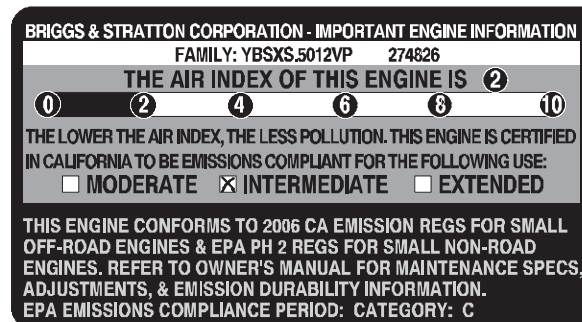 BRIGGS & STRATTON CORPORATION - IMPORTANT ENGINE INFORMATION
FAMILY: YBSXS.5012VP 274826
THE AIR INDEX OF THIS ENGINE IS 2
0 2 4 6 8 10
THE LOWER THE AIR INDEX, THE LESS POLLUTION. THIS ENGINE IS CERTIFIED
IN CALIFORNIA TO BE EMISSIONS COMPLIANT FOR THE FOLLOWING USE:
☐ MODERATE ☒ INTERMEDIATE ☐ EXTENDED
THIS ENGINE CONFORMS TO 2006 CA EMISSION REGS FOR SMALL
OFF-ROAD ENGINES & EPA PH 2 REGS FOR SMALL NON-ROAD
ENGINES. REFER TO OWNER'S MANUAL FOR MAINTENANCE SPECS,
ADJUSTMENTS, & EMISSION DURABILITY INFORMATION.
EPA EMISSIONS COMPLIANCE PERIOD: CATEGORY: C